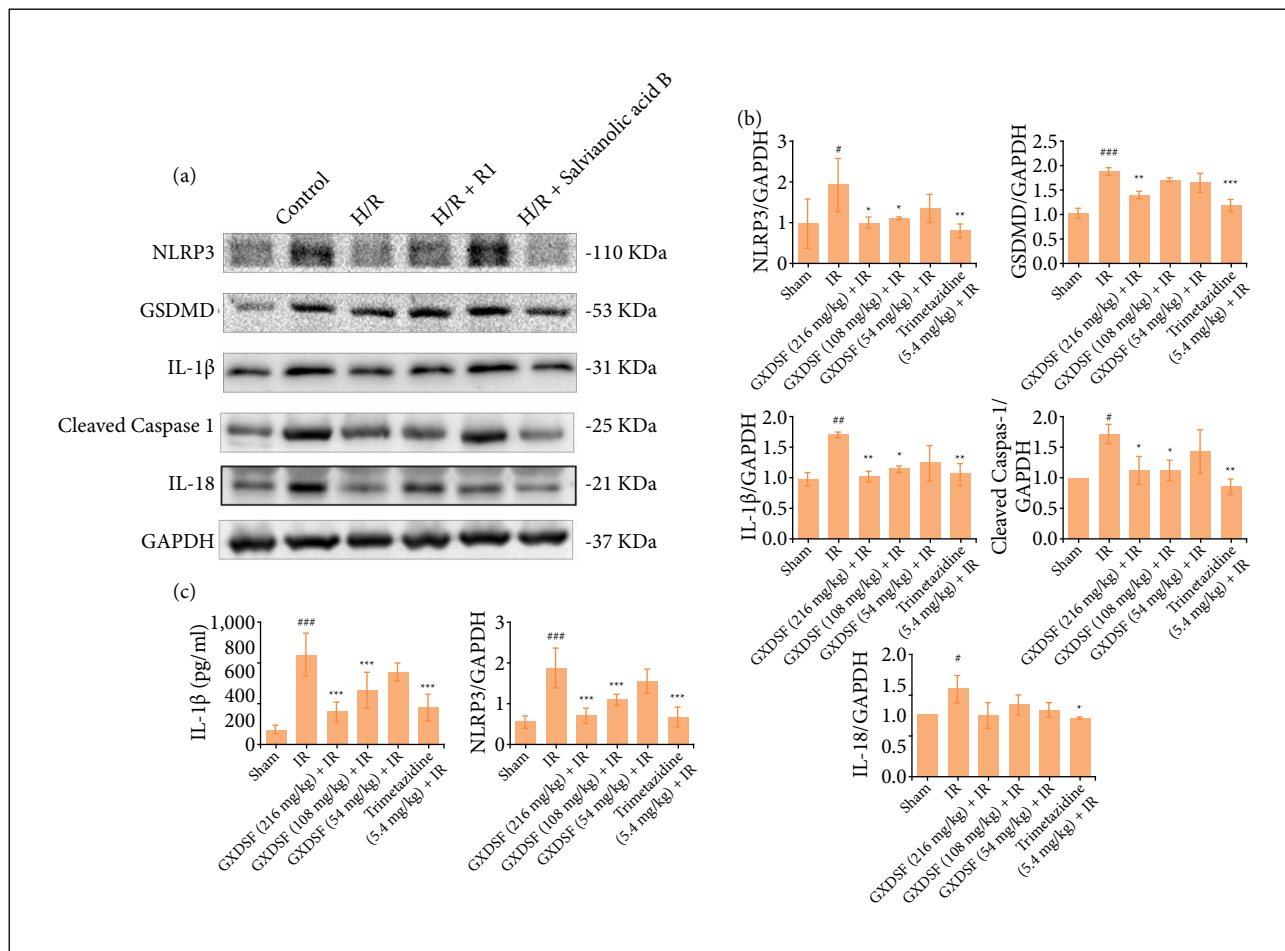 (a)
Control
H/R
H/R + R1
H/R + Salvianolic acid B
NLRP3
-110 KDa
GSDMD
-53 KDa
IL-1β
-31 KDa
Cleaved Caspase 1
-25 KDa
IL-18
-21 KDa
GAPDH
-37 KDa
(b)
NLRP3/GAPDH
3
2
1
0
#
*
*
**
Sham
IR
GXDSF (216 mg/kg) + IR
GXDSF (108 mg/kg) + IR
GXDSF (54 mg/kg) + IR
Trimetazidine
(5.4 mg/kg) + IR
GSDMD/GAPDH
2.5
2.0
1.5
1.0
0.5
0.0
###
**
***
Sham
IR
GXDSF (216 mg/kg) + IR
GXDSF (108 mg/kg) + IR
GXDSF (54 mg/kg) + IR
Trimetazidine
(5.4 mg/kg) + IR
IL-1β/GAPDH
2.0
1.5
1.0
0.5
0.0
##
**
*
**
Sham
IR
GXDSF (216 mg/kg) + IR
GXDSF (108 mg/kg) + IR
GXDSF (54 mg/kg) + IR
Trimetazidine
(5.4 mg/kg) + IR
Cleaved Caspas-1/
GAPDH
2.0
1.5
1.0
0.5
0.0
#
*
*
**
Sham
IR
GXDSF (216 mg/kg) + IR
GXDSF (108 mg/kg) + IR
GXDSF (54 mg/kg) + IR
Trimetazidine
(5.4 mg/kg) + IR
IL-18/GAPDH
2.0
1.5
1.0
0.5
0.0
#
*
Sham
IR
GXDSF (216 mg/kg) + IR
GXDSF (108 mg/kg) + IR
GXDSF (54 mg/kg) + IR
Trimetazidine
(5.4 mg/kg) + IR
(c)
IL-1β (pg/ml)
1,000
800
600
400
200
0
###
***
***
***
Sham
IR
GXDSF (216 mg/kg) + IR
GXDSF (108 mg/kg) + IR
GXDSF (54 mg/kg) + IR
Trimetazidine
(5.4 mg/kg) + IR
NLRP3/GAPDH
3
2
1
0
###
***
***
***
Sham
IR
GXDSF (216 mg/kg) + IR
GXDSF (108 mg/kg) + IR
GXDSF (54 mg/kg) + IR
Trimetazidine
(5.4 mg/kg) + IR